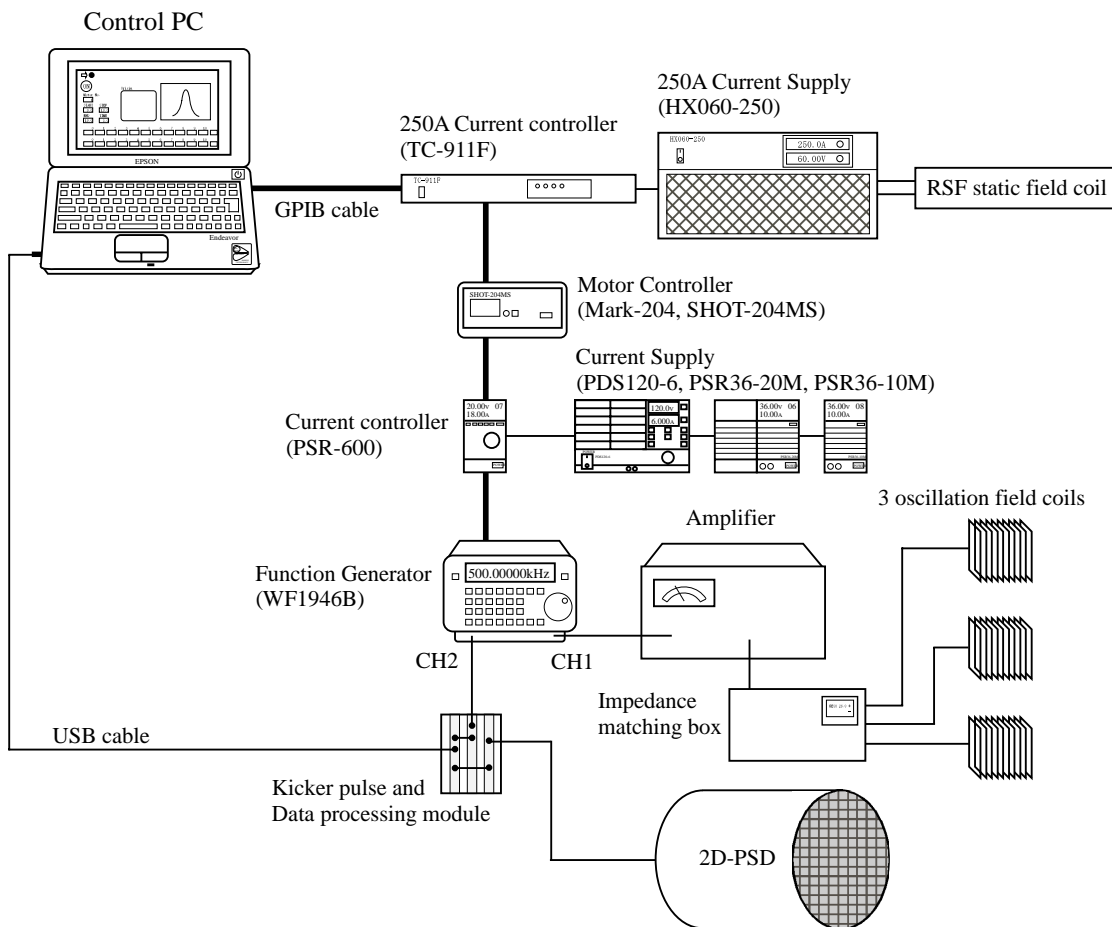 Control PC
ON
EPSON
Endeavor
GPIB cable
250A Current controller
(TC-911F)
TC-911F
250A Current Supply
(HX060-250)
HX060-250
250.0A
60.00V
RSF static field coil
Motor Controller
(Mark-204, SHOT-204MS)
SHOT-204MS
Current Supply
(PDS120-6, PSR36-20M, PSR36-10M)
Current controller
(PSR-600)
20.00v 07
18.00A
120.0v
6.000A
36.00v 06
10.00A
36.00v 08
10.00A
3 oscillation field coils
Amplifier
Function Generator
(WF1946B)
500.00000kHz
CH2
CH1
Impedance
matching box
USB cable
Kicker pulse and
Data processing module
2D-PSD